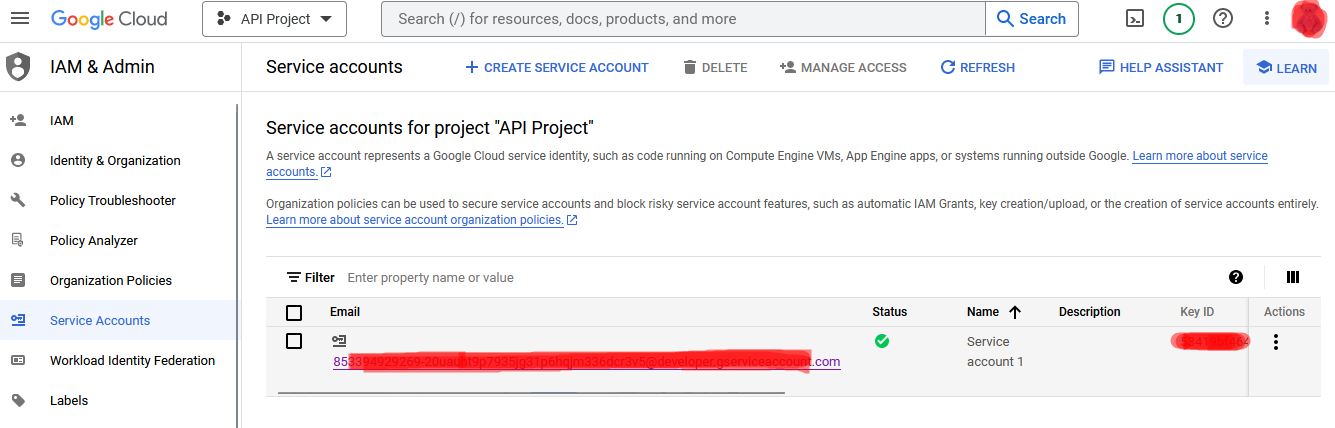 Google Cloud
API Project
Search (/) for resources, docs, products, and more
Search
1
IAM & Admin
Service accounts
CREATE SERVICE ACCOUNT
DELETE
MANAGE ACCESS
REFRESH
HELP ASSISTANT
LEARN
IAM
Identity & Organization
Policy Troubleshooter
Policy Analyzer
Organization Policies
Service Accounts
Workload Identity Federation
Labels
Service accounts for project "API Project"
A service account represents a Google Cloud service identity, such as code running on Compute Engine VMs, App Engine apps, or systems running outside Google. Learn more about service
accounts.
Organization policies can be used to secure service accounts and block risky service account features, such as automatic IAM Grants, key creation/upload, or the creation of service accounts entirely.
Learn more about service account organization policies.
Filter Enter property name or value
Email Status Name Description Key ID Actions
Service
85 .com account 1